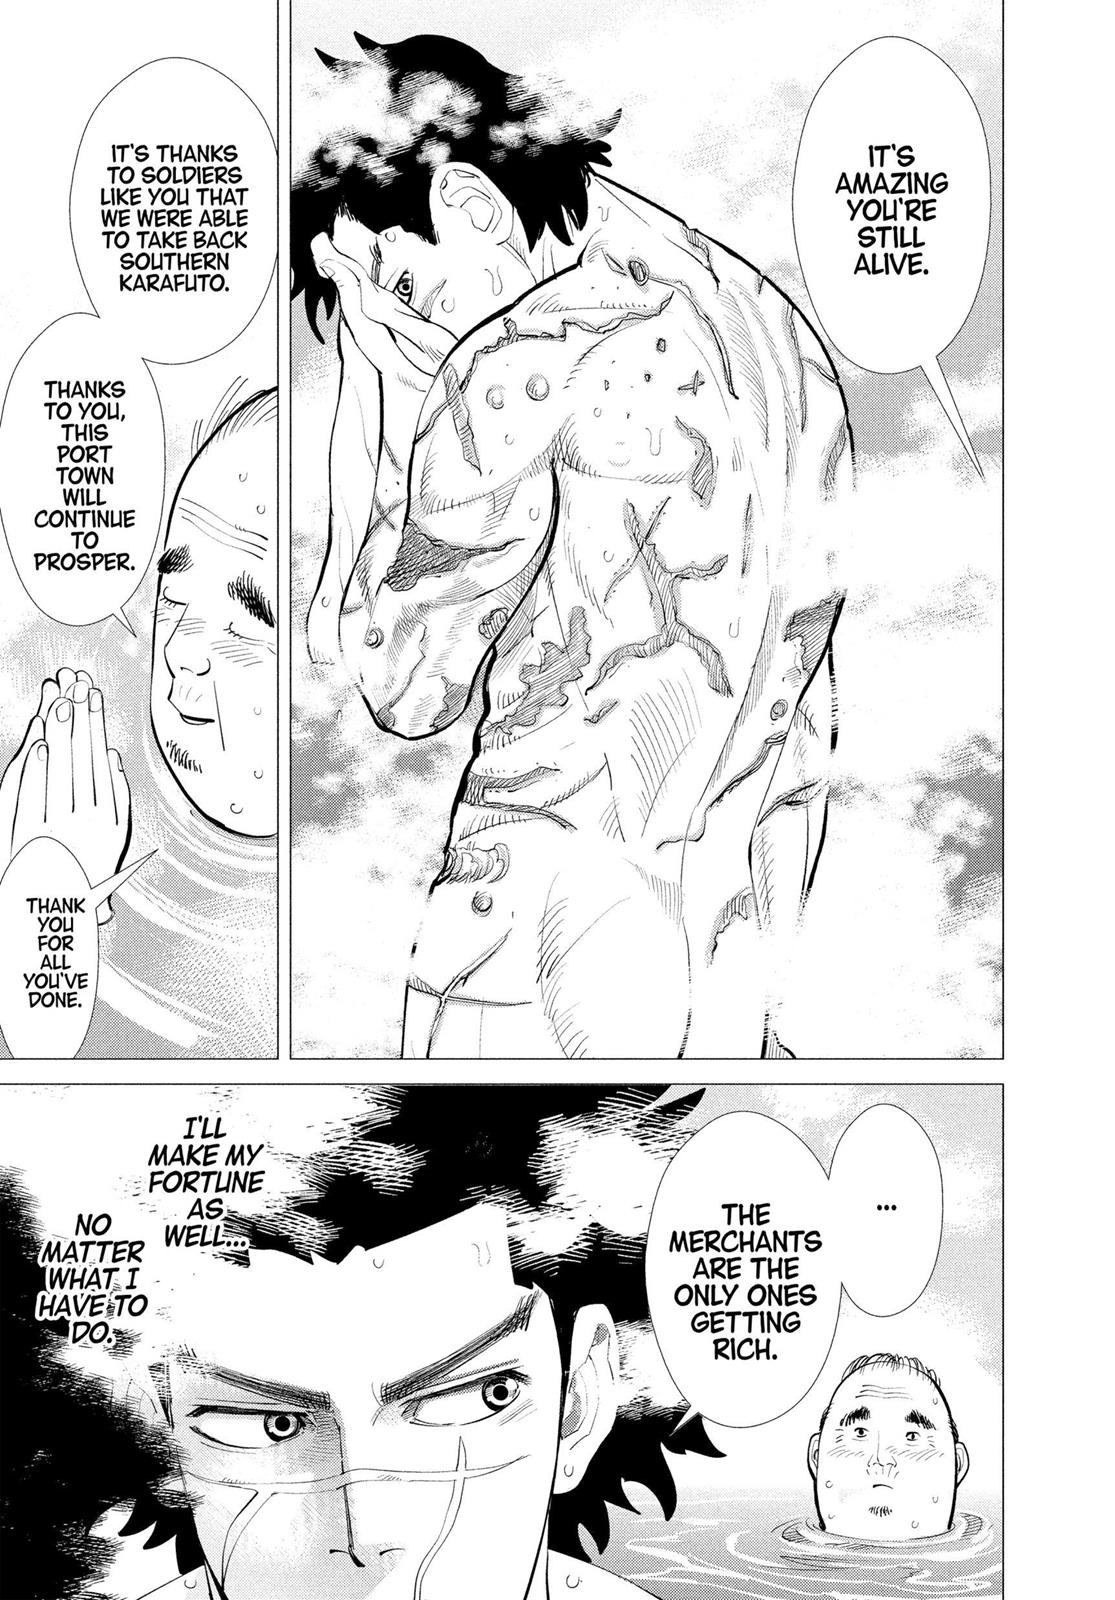 IT'S
AMAZING
YOU'RE
STILL
ALIVE.
IT'S THANKS
TO SOLDIERS
LIKE YOU THAT
WE WERE ABLE
TO TAKE BACK
SOUTHERN
KARAFUTO.
THANKS
TO YOU,
THIS
PORT
TOWN
WILL
CONTINUE
TO
PROSPER.
THANK
YOU
FOR
ALL
YOU'VE
DONE.
...
THE
MERCHANTS
ARE THE
ONLY ONES
GETTING
RICH.
I'LL
MAKE MY
FORTUNE
AS
WELL...
NO
MATTER
WHAT I
HAVE TO
DO.